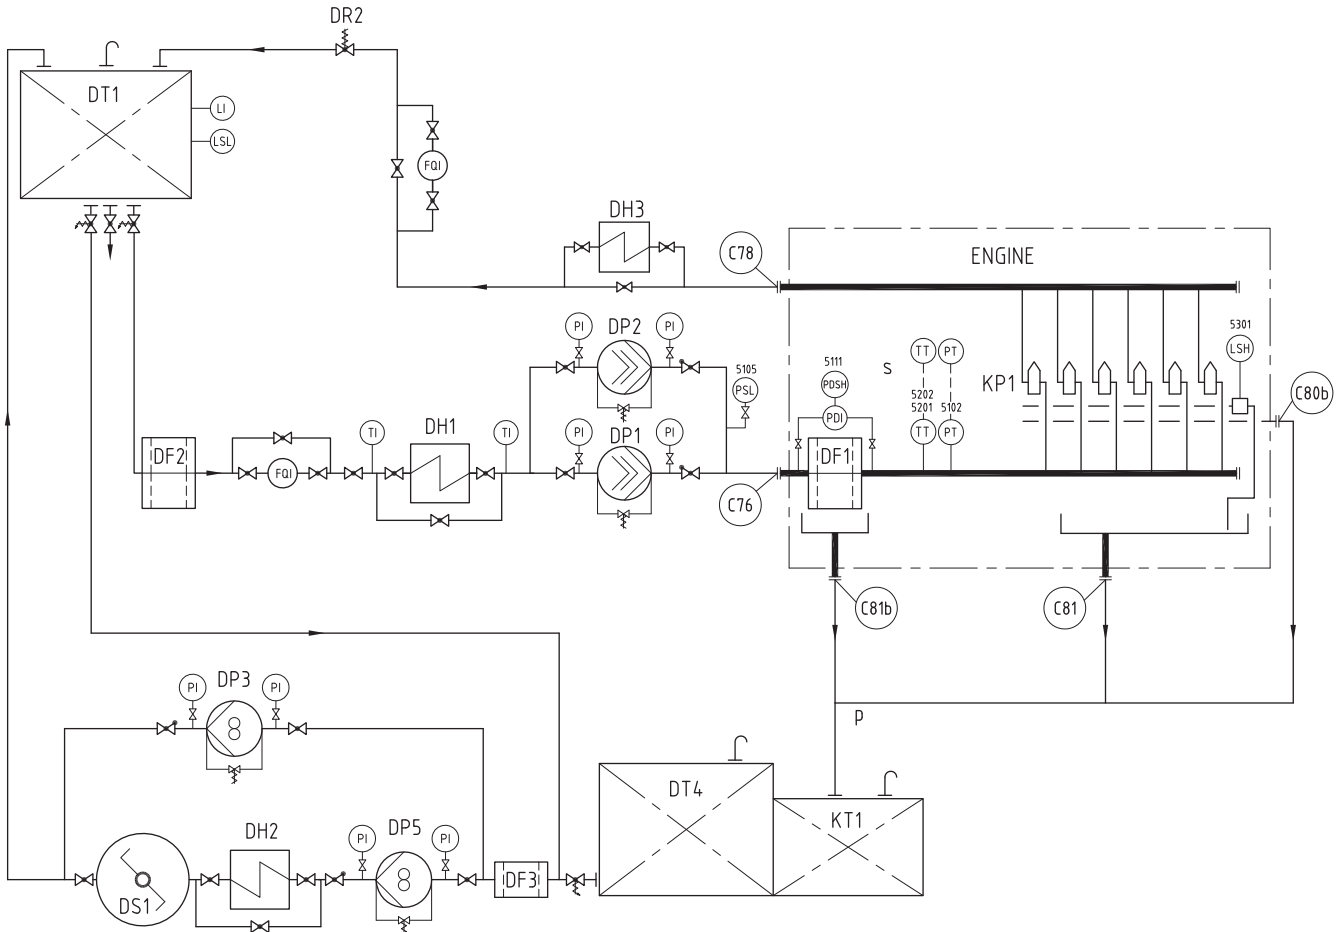 DR2
DT1
LI
LSL
FQI
DH3
C78
ENGINE
PI
DP2
PI
5301
LSH
5111
PDSH
s
TT
PT
5105
PSL
KP1
C80b
5202
5201
5102
PDI
TT
PT
TI
DH1
TI
PI
DP1
PI
DF2
FQI
DF1
C76
C81b
C81
PI
DP3
PI
p
8
DT4
KT1
DH2
PI
DP5
PI
8
DF3
DS1